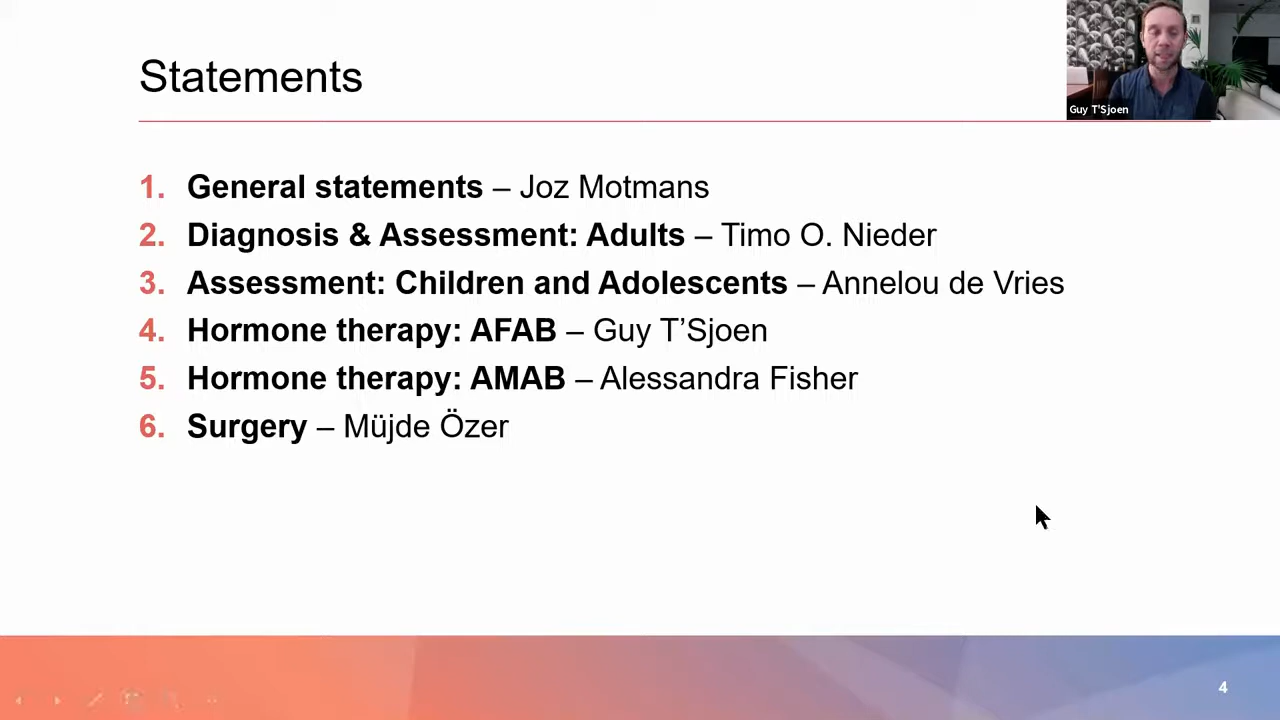 Statements
Guy T'Sjoen
1. General statements – Joz Motmans
2. Diagnosis & Assessment: Adults – Timo O. Nieder
3. Assessment: Children and Adolescents – Annelou de Vries
4. Hormone therapy: AFAB – Guy T’Sjoen
5. Hormone therapy: AMAB – Alessandra Fisher
6. Surgery – Müjde Özer
4